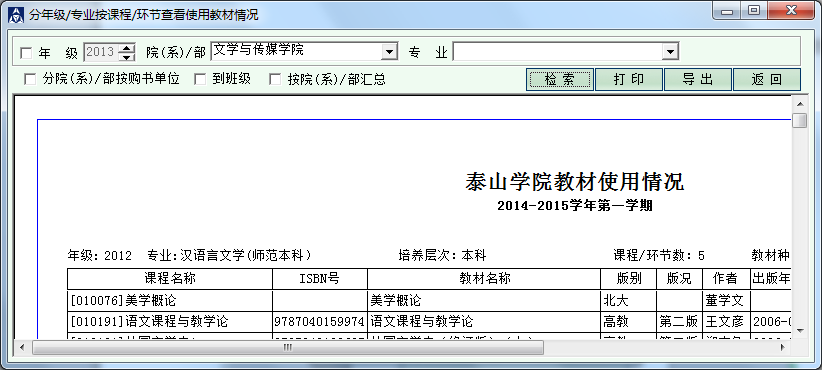 分年级/专业按课程/环节查看使用教材情况
年 级 2013 院(系)/部 文学与传媒学院 专 业
分院(系)/部按购书单位 到班级 按院(系)/部汇总 检索 打印 导出 返回
泰山学院教材使用情况
2014-2015学年第一学期
年级: 2012 专业:汉语言文学(师范本科) 培养层次:本科 课程/环节数: 5 教材种
课程名称 ISBN号 教材名称 版别 版况 作者 出版年
[010076]美学概论 美学概论 北大 董学文
[010191]语文课程与教学论 9787040159974 语文课程与教学论 高教 第二版 王文彦 2006-0